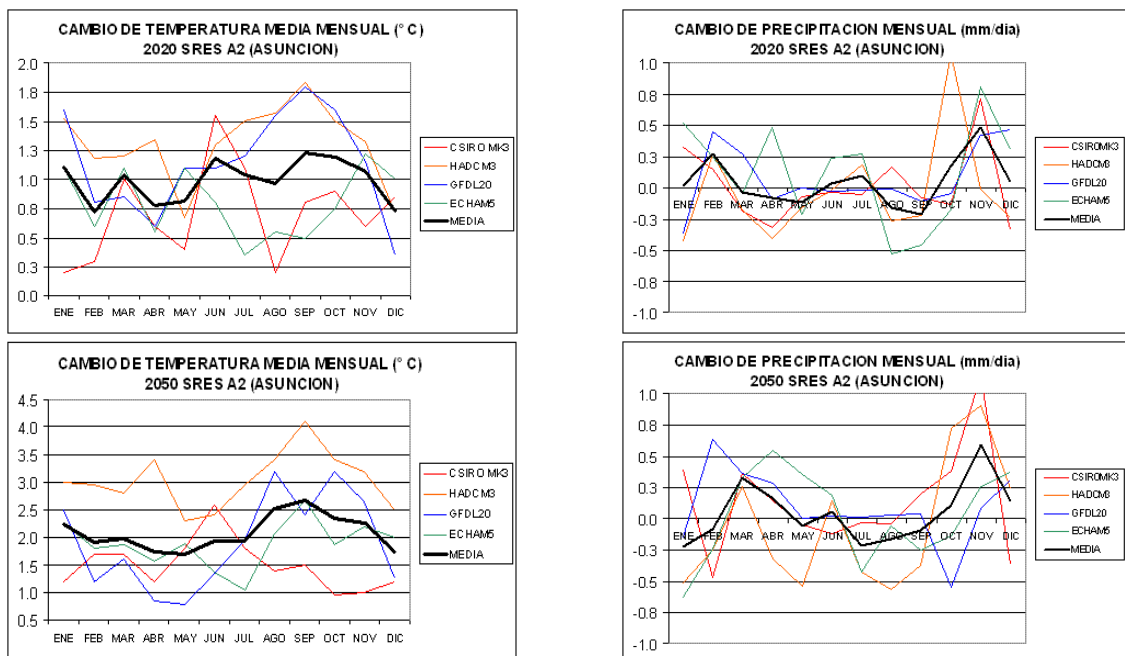 CAMBIO DE TEMPERATURA MEDIA MENSUAL (° C)
2020 SRES A2 (ASUNCION)
2.0
1.8
1.5
1.3
1.0
0.8
0.5
0.3
0.0
ENE FEB MAR ABR MAY JUN JUL AGO SEP OCT NOV DIC
CSIRO MK3
HADCM3
GFDL20
ECHAM5
MEDIA
CAMBIO DE PRECIPITACION MENSUAL (mm/dia)
2020 SRES A2 (ASUNCION)
1.0
0.8
0.5
0.3
0.0
-0.3
-0.5
-0.8
-1.0
ENE FEB MAR ABR MAY JUN JUL AGO SEP OCT NOV DIC
CSIROMK3
HADCM3
GFDL20
ECHAM5
MEDIA
CAMBIO DE TEMPERATURA MEDIA MENSUAL (° C)
2050 SRES A2 (ASUNCION)
4.5
4.0
3.5
3.0
2.5
2.0
1.5
1.0
0.5
ENE FEB MAR ABR MAY JUN JUL AGO SEP OCT NOV DIC
CSIRO MK3
HADCM3
GFDL20
ECHAM5
MEDIA
CAMBIO DE PRECIPITACION MENSUAL (mm/dia)
2050 SRES A2 (ASUNCION)
1.0
0.8
0.5
0.3
0.0
-0.3
-0.5
-0.8
-1.0
ENE FEB MAR ABR MAY JUN JUL AGO SEP OCT NOV DIC
CSIROMK3
HADCM3
GFDL20
ECHAM5
MEDIA